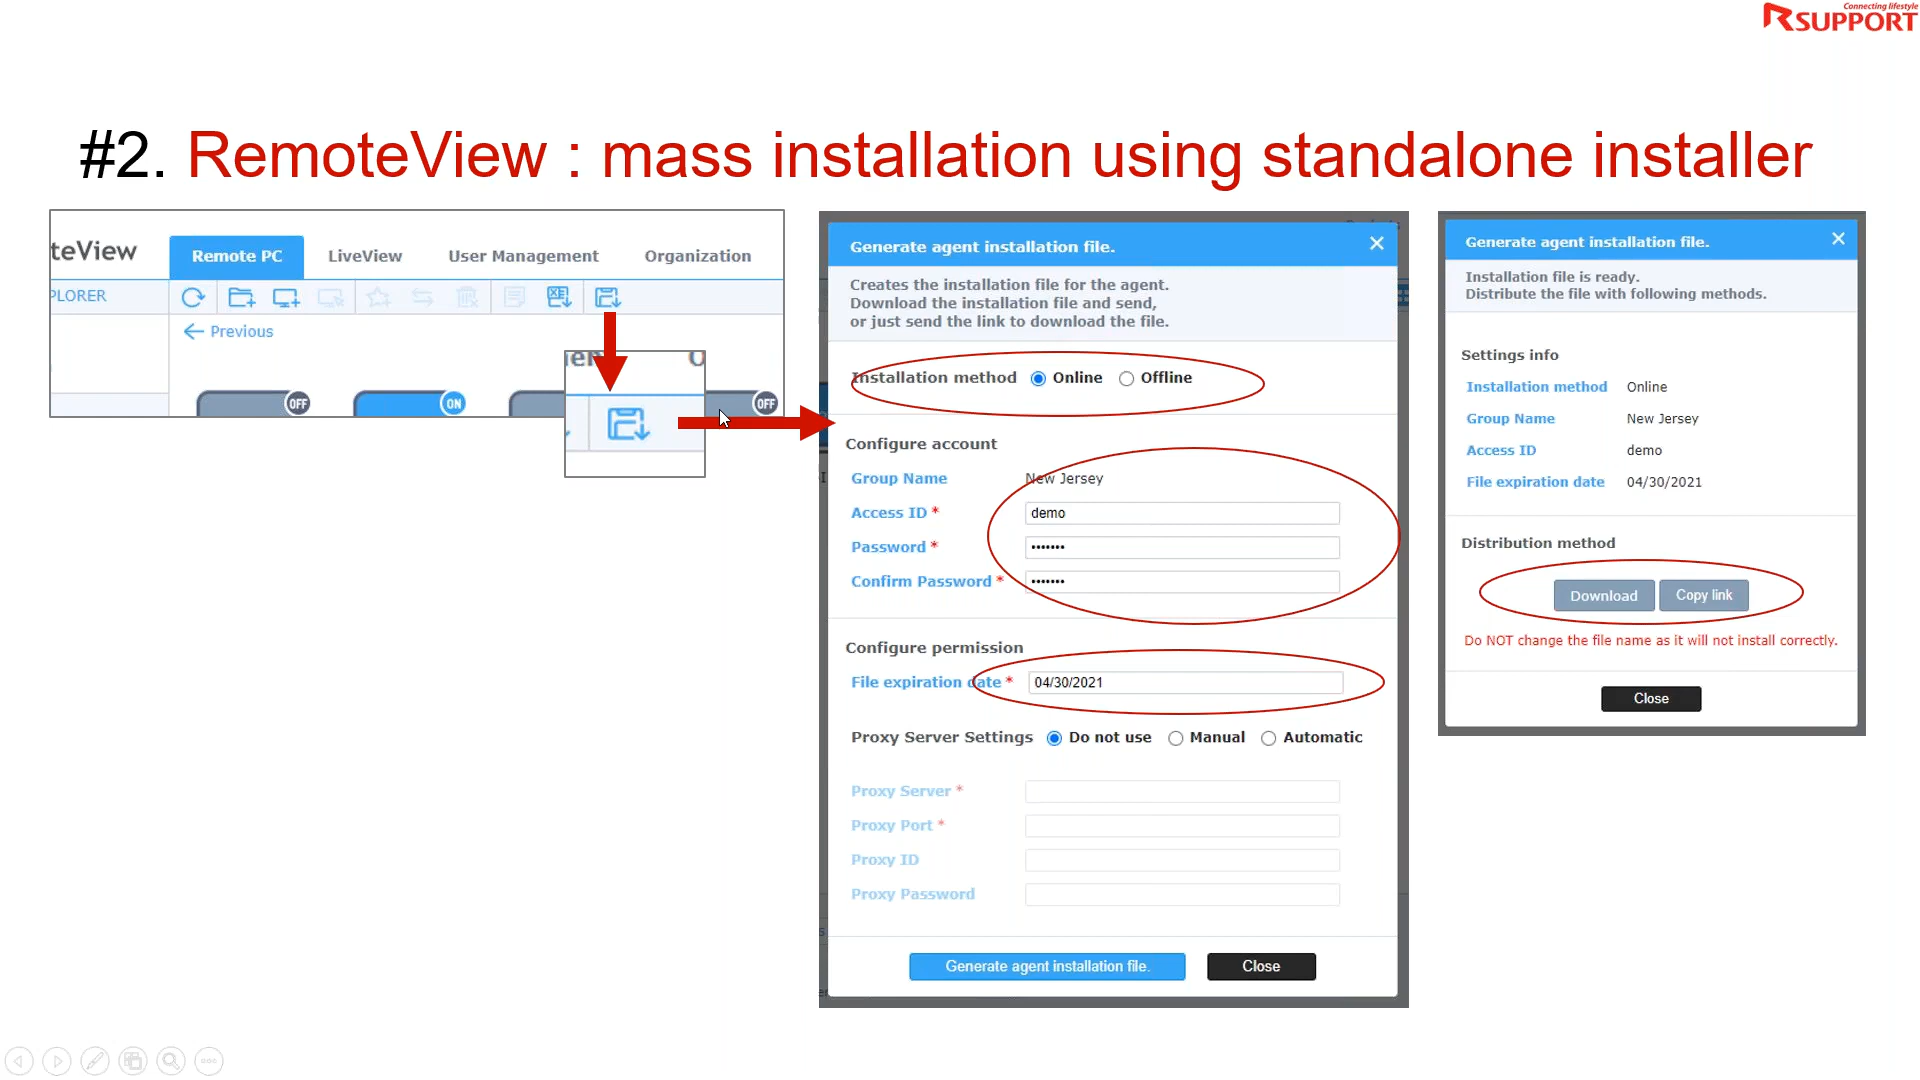 Connecting lifestyle
RSUPPORT
#2. RemoteView : mass installation using standalone installer
teView
Remote PC
LiveView
User Management
Organization
PLORER
Previous
OFF
ON
OFF
Generate agent installation file.
Creates the installation file for the agent.
Download the installation file and send,
or just send the link to download the file.
Installation method Online Offline
Configure account
Group Name New Jersey
Access ID * demo
Password * •••••••
Confirm Password * •••••••
Configure permission
File expiration date * 04/30/2021
Proxy Server Settings Do not use Manual Automatic
Proxy Server *
Proxy Port *
Proxy ID
Proxy Password
Generate agent installation file. Close
Generate agent installation file.
Installation file is ready.
Distribute the file with following methods.
Settings info
Installation method Online
Group Name New Jersey
Access ID demo
File expiration date 04/30/2021
Distribution method
Download Copy link
Do NOT change the file name as it will not install correctly.
Close